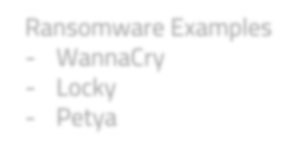 Ransomware Examples
- WannaCry
- Locky
- Petya